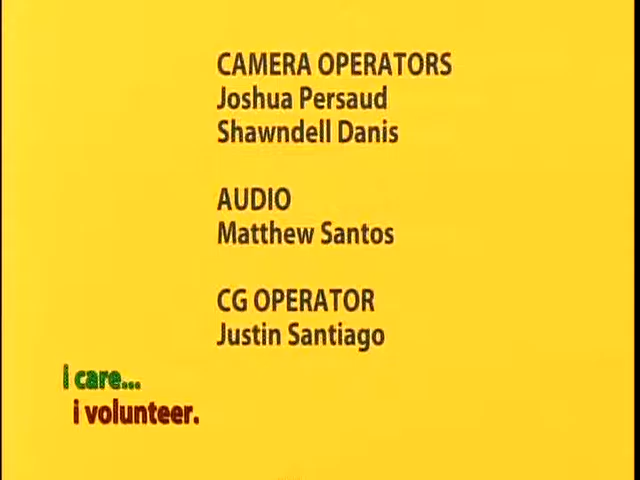 CAMERA OPERATORS
Joshua Persaud
Shawndell Danis
AUDIO
Matthew Santos
CG OPERATOR
Justin Santiago
i care...
i volunteer.